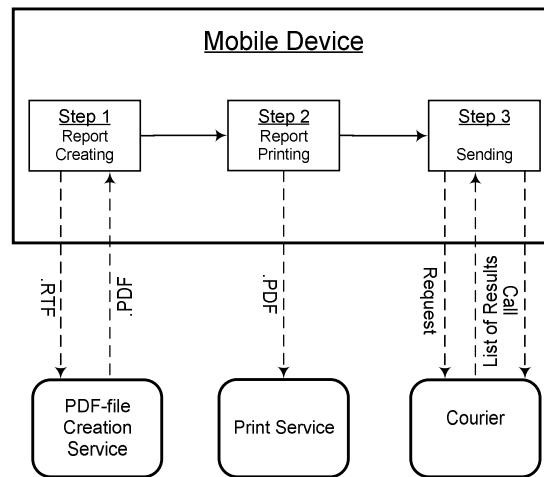 Mobile Device
Step 1
Report
Creating
Step 2
Report
Printing
Step 3
Sending
.RTF
.PDF
.PDF
Request
List of Results
Call
PDF-file
Creation
Service
Print Service
Courier